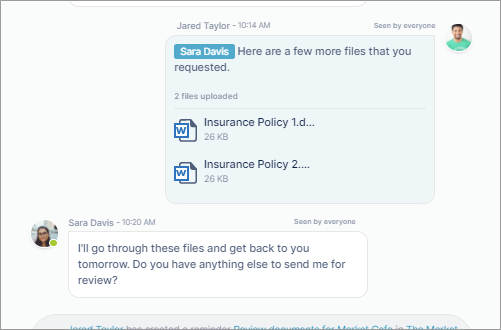 Jared Taylor - 10:14 AM Seen by everyone
Sara Davis Here are a few more files that you
requested.
2 files uploaded
Insurance Policy 1.d...
26 KB
Insurance Policy 2....
26 KB
Sara Davis - 10:20 AM Seen by everyone
I'll go through these files and get back to you
tomorrow. Do you have anything else to send me for
review?
Jared Taylor has created a reminder Review documents for Market Cafe in The Market